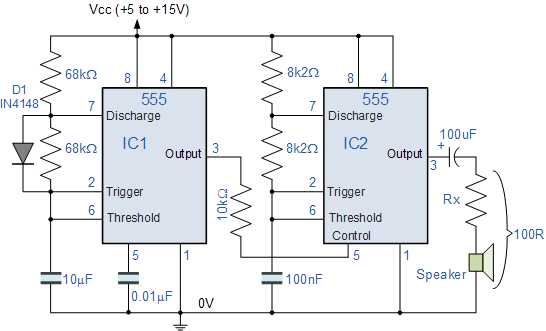 Vcc (+5 to +15V)
68kΩ
8 4
8k2Ω
8 4
D1
IN4148
7 555
Discharge
7 555
Discharge
100uF
+
68kΩ
IC1
8k2Ω
IC2
Output 3
Output
3
2
Trigger
10kΩ
2
Trigger
Rx
6
Threshold
6
Threshold
Control
100R
5 1
5 1
10µF
0.01µF
100nF
Speaker
0V